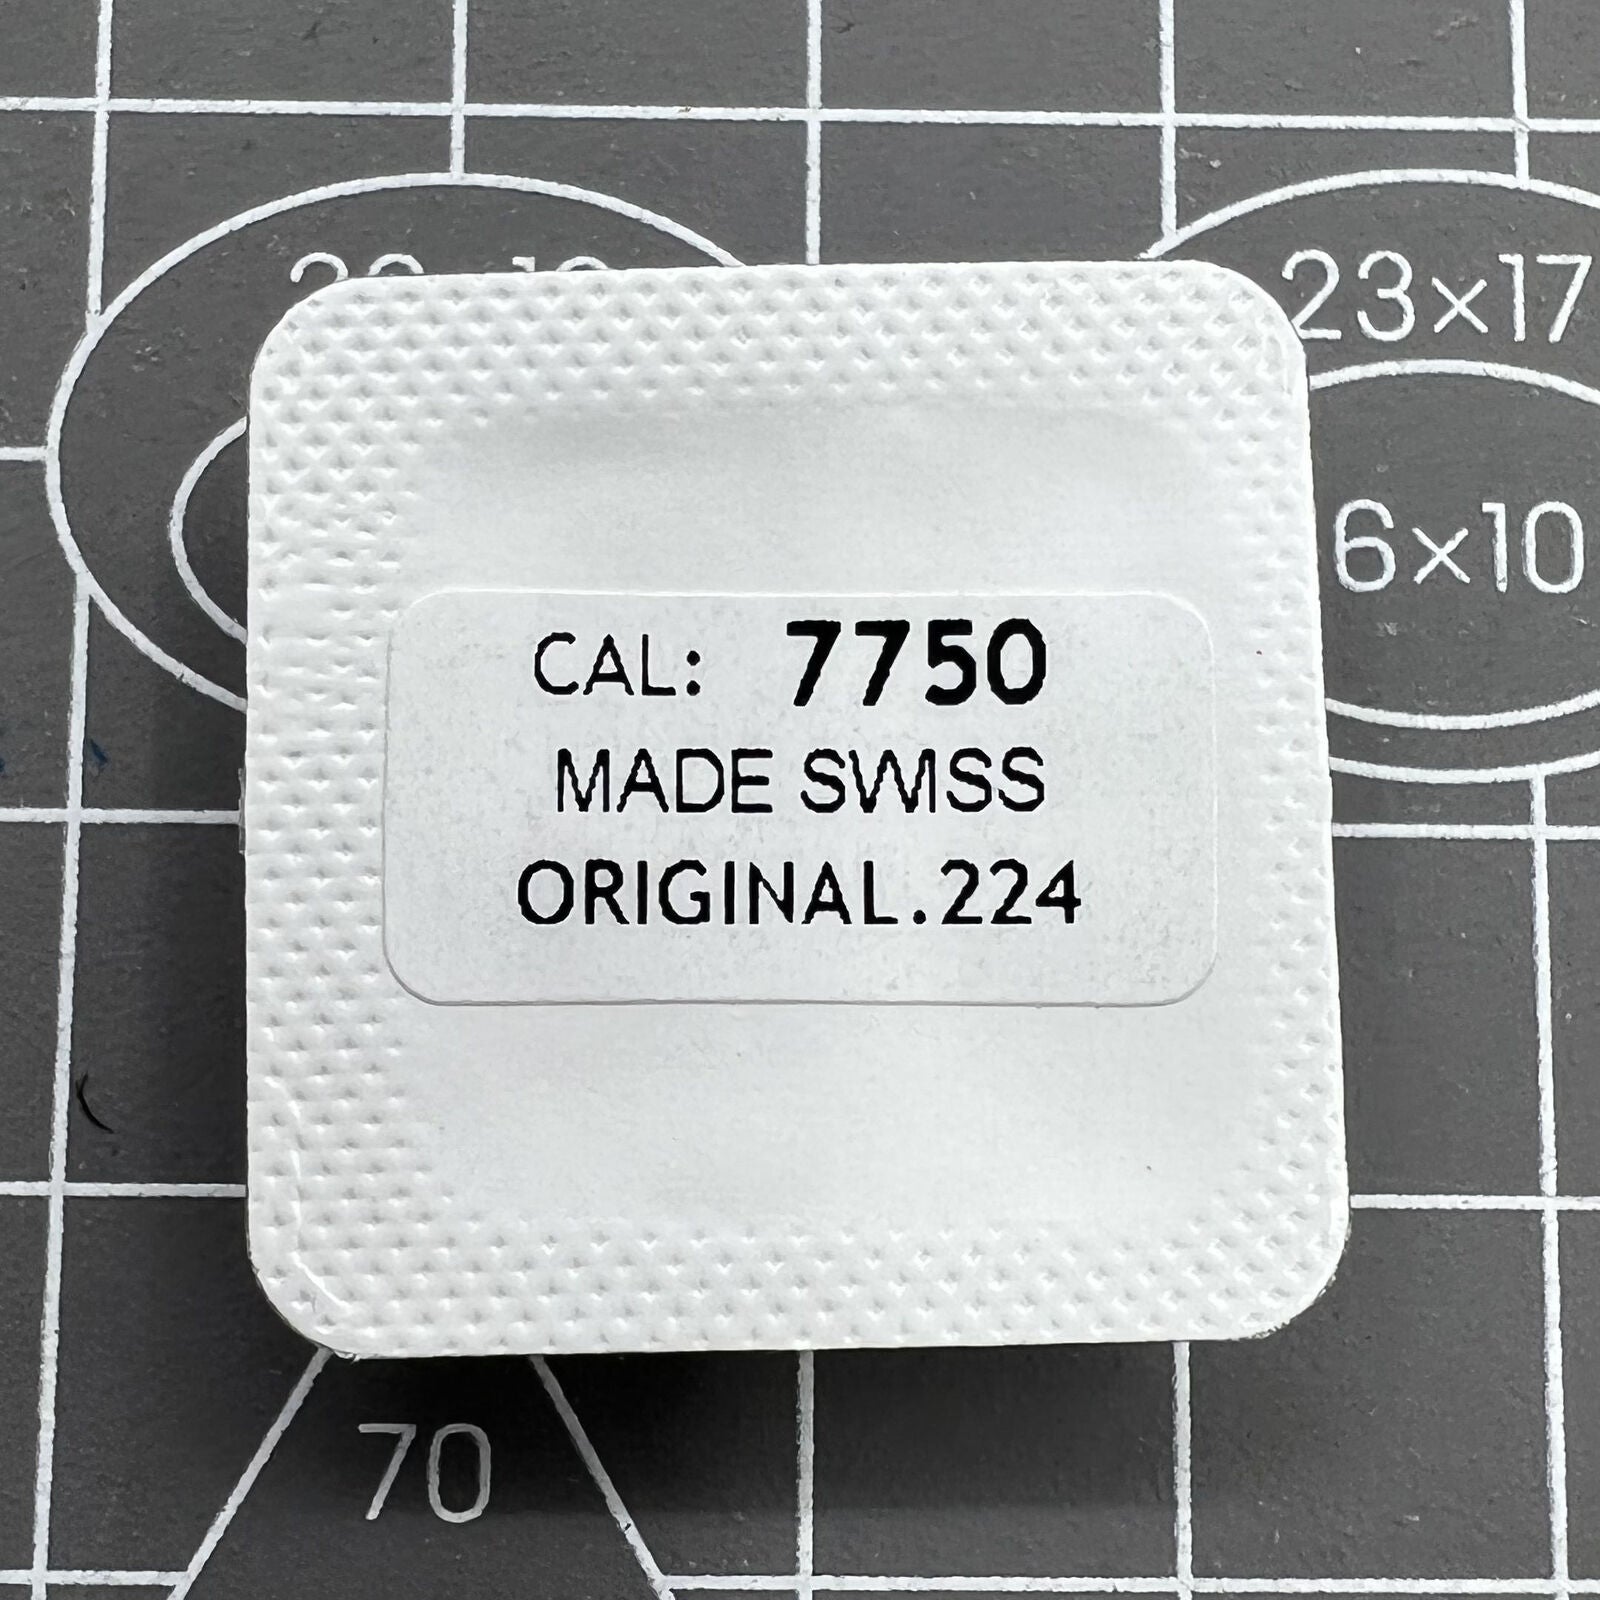 23×17
6×10
CAL: 7750
MADE SWISS
ORIGINAL.224
70